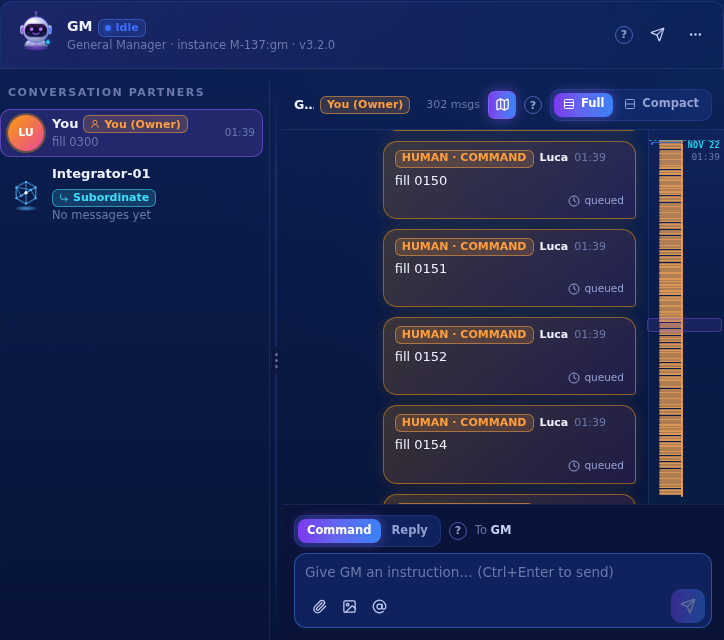 GM Idle
General Manager · instance M-137:gm · v3.2.0
?
CONVERSATION PARTNERS
LU You You (Owner) 01:39
fill 0300
Integrator-01
Subordinate
No messages yet
G… You (Owner) 302 msgs ? Full Compact
HUMAN · COMMAND Luca 01:39
fill 0150
queued
HUMAN · COMMAND Luca 01:39
fill 0151
queued
HUMAN · COMMAND Luca 01:39
fill 0152
queued
HUMAN · COMMAND Luca 01:39
fill 0154
queued
NOV 22
01:39
Command Reply ? To GM
Give GM an instruction… (Ctrl+Enter to send)